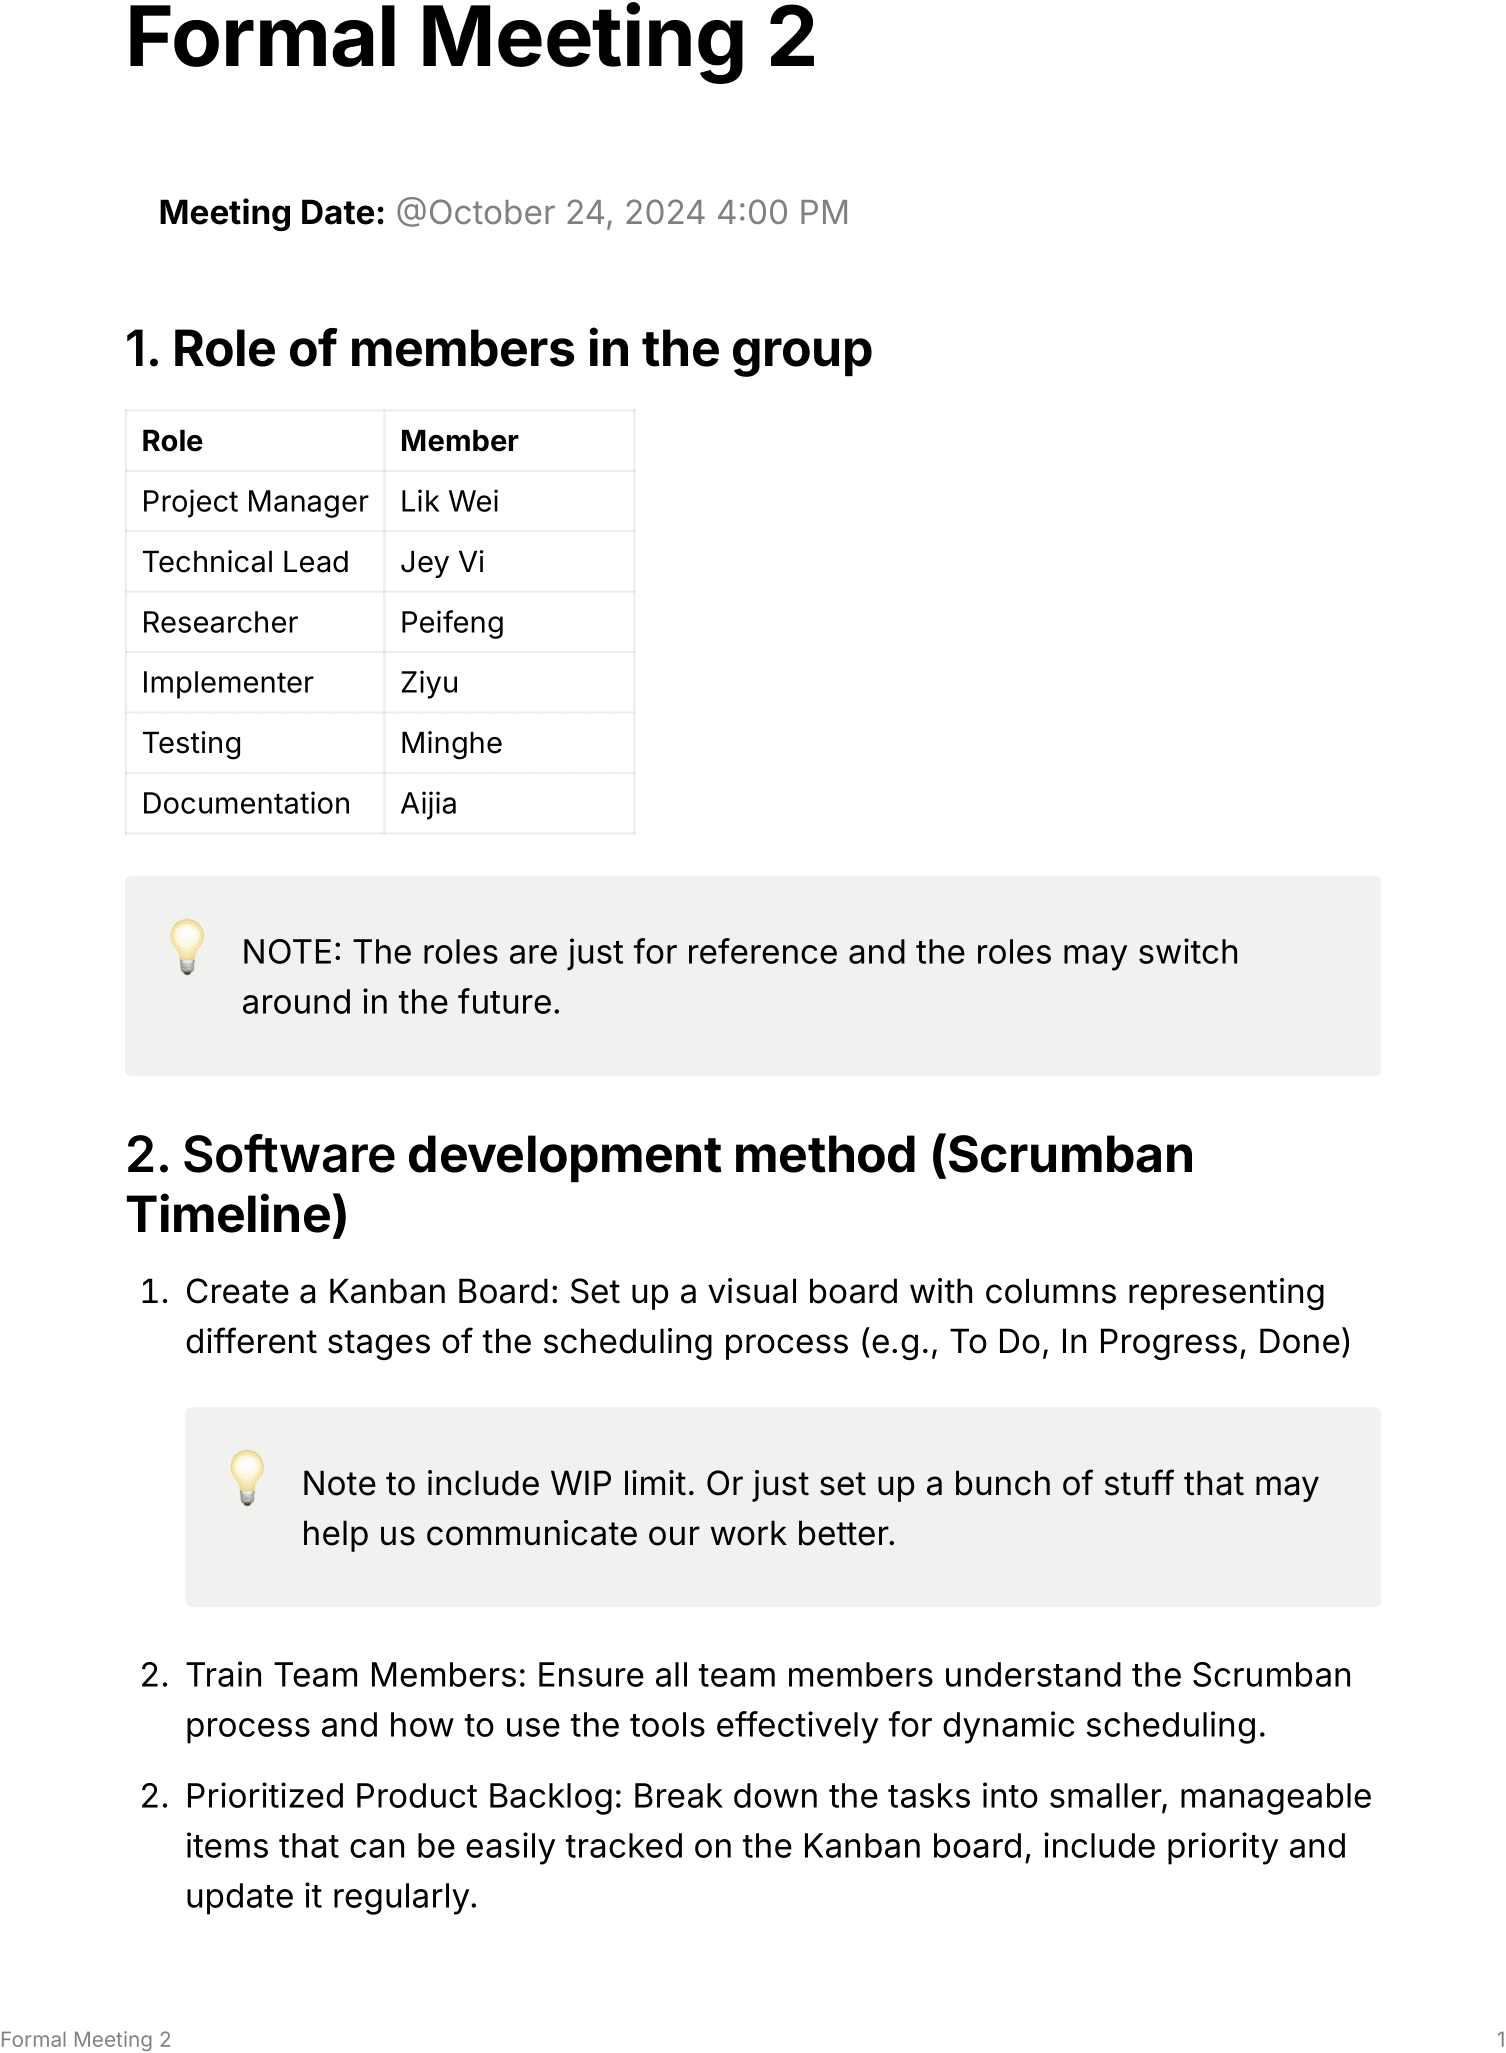 Formal Meeting 2
Meeting Date: @October 24, 2024 4:00 PM
1. Role of members in the group
Role Member
Project Manager Lik Wei
Technical Lead Jey Vi
Researcher Peifeng
Implementer Ziyu
Testing Minghe
Documentation Aijia
NOTE: The roles are just for reference and the roles may switch
around in the future.
2. Software development method (Scrumban
Timeline)
1. Create a Kanban Board: Set up a visual board with columns representing
different stages of the scheduling process (e.g., To Do, In Progress, Done)
Note to include WIP limit. Or just set up a bunch of stuff that may
help us communicate our work better.
2. Train Team Members: Ensure all team members understand the Scrumban
process and how to use the tools effectively for dynamic scheduling.
2. Prioritized Product Backlog: Break down the tasks into smaller, manageable
items that can be easily tracked on the Kanban board, include priority and
update it regularly.
Formal Meeting 2 1